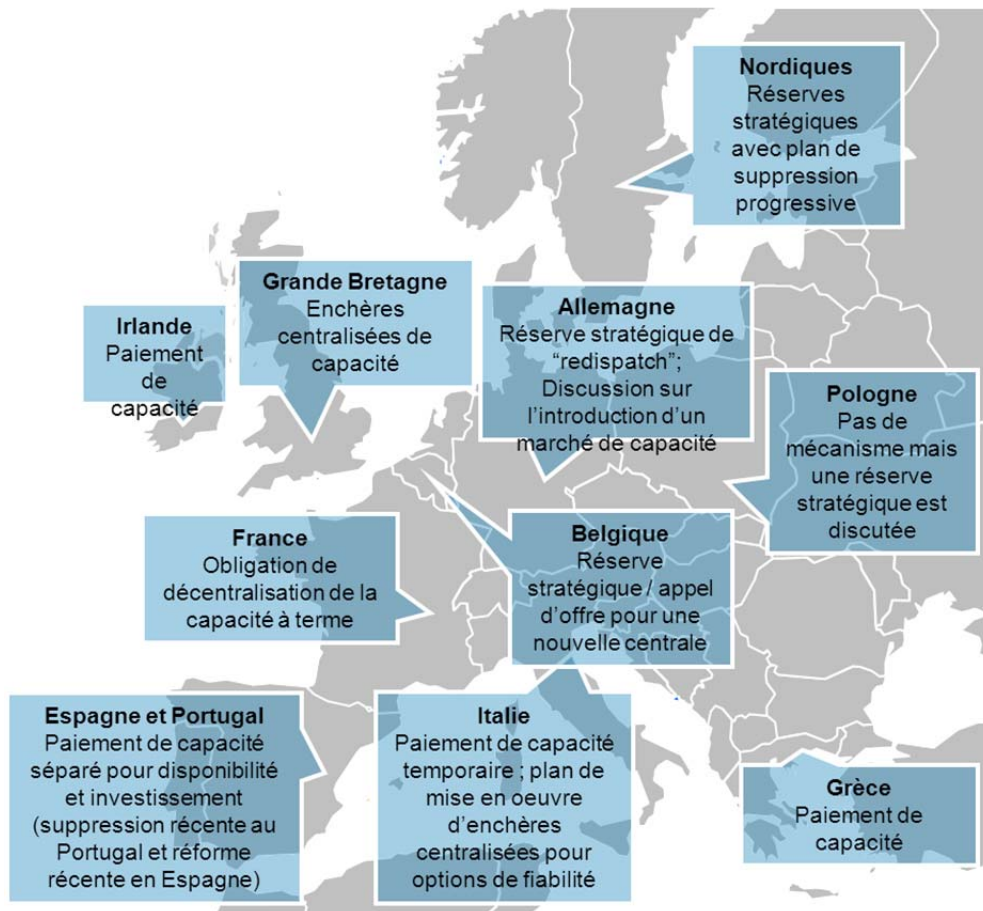 Nordiques
Réserves
stratégiques
avec plan de
suppression
progressive
Grande Bretagne
Enchères
centralisées de
capacité
Irlande
Paiement
de
capacité
Allemagne
Réserve stratégique de
“redispatch”;
Discussion sur
l’introduction d’un
marché de capacité
Pologne
Pas de
mécanisme mais
une réserve
stratégique est
discutée
France
Obligation de
décentralisation de la
capacité à terme
Belgique
Réserve
stratégique / appel
d’offre pour une
nouvelle centrale
Espagne et Portugal
Paiement de capacité
séparé pour disponibilité
et investissement
(suppression récente au
Portugal et réforme
récente en Espagne)
Italie
Paiement de capacité
temporaire ; plan de
mise en oeuvre
d’enchères
centralisées pour
options de fiabilité
Grèce
Paiement de
capacité